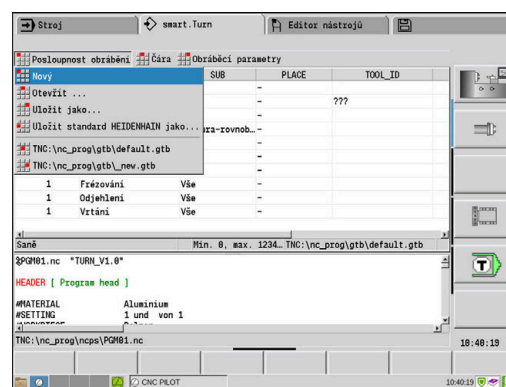 Stroj
smart.Turn
Editor nástrojů
Posloupnost obrábění Čára Obráběcí parametry
Nový
SUB PLACE TOOL_ID
Otevřít ...
-
Uložit jako...
- ???
Uložit standard HEIDENHAIN jako...
ra-rovnob… -
TNC:\nc_prog\gtb\default.gtb
TNC:\nc_prog\gtb\_new.gtb
1 Frézování Vše -
1 Odjehlení Vše -
1 Vrtání Vše -
Saně Min. 0, max. 1234… TNC:\nc_prog\gtb\default.gtb
%PGM01.nc "TURN_V1.0"
HEADER [ Program head ]
#MATERIAL Aluminium
#SETTING 1 und von 1
TNC:\nc_prog\ncps\PGM01.nc
T
10:40:19
CNC PILOT
10:40:19